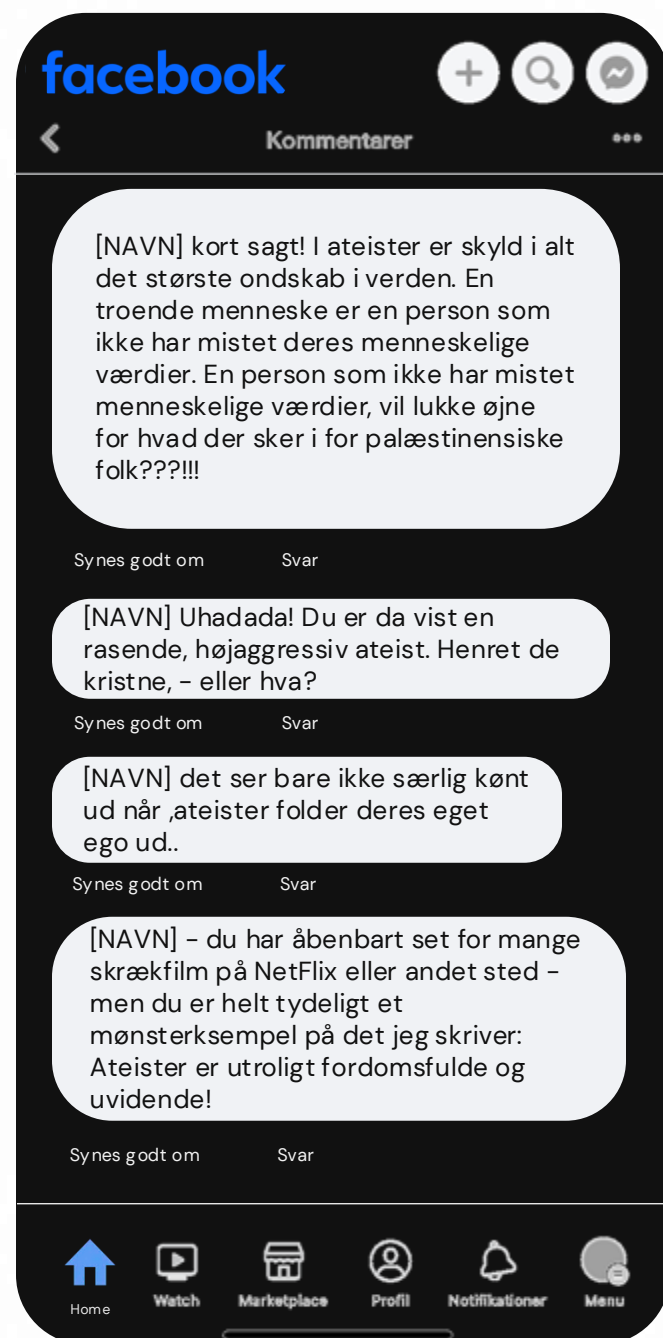 facebook
Kommentarer
[NAVN] kort sagt! I ateister er skyld i alt
det største ondskab i verden. En
troende menneske er en person som
ikke har mistet deres menneskelige
værdier. En person som ikke har mistet
menneskelige værdier, vil lukke øjne
for hvad der sker i for palæstinensiske
folk???!!!
Synes godt om Svar
[NAVN] Uhadada! Du er da vist en
rasende, højaggressiv ateist. Henret de
kristne, - eller hva?
Synes godt om Svar
[NAVN] det ser bare ikke særlig kønt
ud når ,ateister folder deres eget
ego ud..
Synes godt om Svar
[NAVN] - du har åbenbart set for mange
skrækfilm på NetFlix eller andet sted -
men du er helt tydeligt et
mønsterksempel på det jeg skriver:
Ateister er utroligt fordomsfulde og
uvidende!
Synes godt om Svar
Home Watch Marketplace Profil Notifikationer Menu